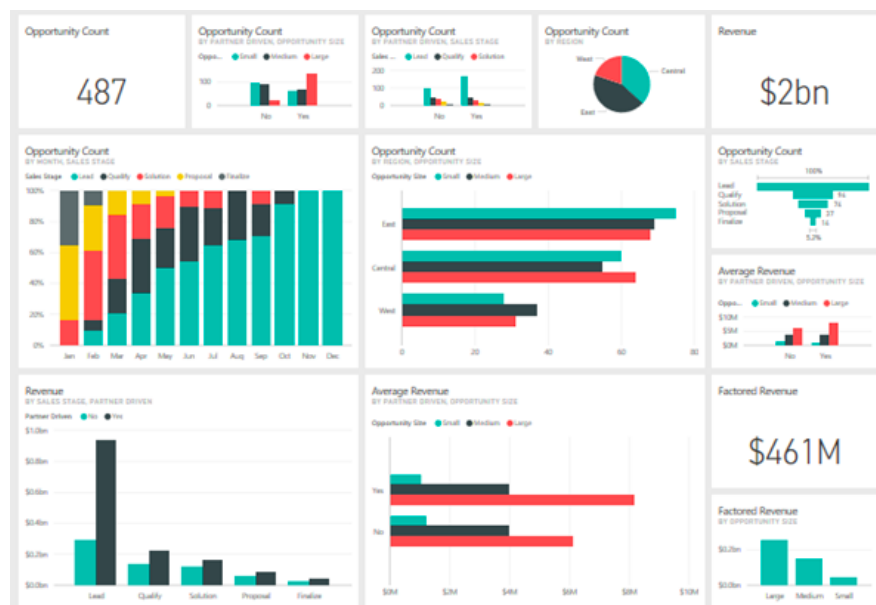 Opportunity Count
487
Opportunity Count
BY PARTNER DRIVEN, OPPORTUNITY SIZE
Oppo... Small Medium Large
100
0
No Yes
Opportunity Count
BY PARTNER DRIVEN, SALES STAGE
Sales ... Lead Qualify Solution
200
100
0
No Yes
Opportunity Count
BY REGION
West
Central
East
Revenue
$2bn
Opportunity Count
BY MONTH, SALES STAGE
Sales Stage Lead Qualify Solution Proposal Finalize
100%
80%
60%
40%
20%
0%
Jan Feb Mar Apr May Jun Jul Aug Sep Oct Nov Dec
Opportunity Count
BY REGION, OPPORTUNITY SIZE
Opportunity Size Small Medium Large
East
Central
West
0 20 40 60 80
Opportunity Count
BY SALES STAGE
100%
Lead
Qualify 94
Solution 76
Proposal 37
Finalize 14
5.2%
Average Revenue
BY PARTNER DRIVEN, OPPORTUNITY SIZE
Oppo... Small Medium Large
$10M
$5M
$0M
No Yes
Revenue
BY SALES STAGE, PARTNER DRIVEN
Partner Driven No Yes
$1.0bn
$0.8bn
$0.6bn
$0.4bn
$0.2bn
$0.0bn
Lead Qualify Solution Proposal Finalize
Average Revenue
BY PARTNER DRIVEN, OPPORTUNITY SIZE
Opportunity Size Small Medium Large
Yes
No
$0M $2M $4M $6M $8M $10M
Factored Revenue
$461M
Factored Revenue
BY OPPORTUNITY SIZE
$0.2bn
$0.0bn
Large Medium Small